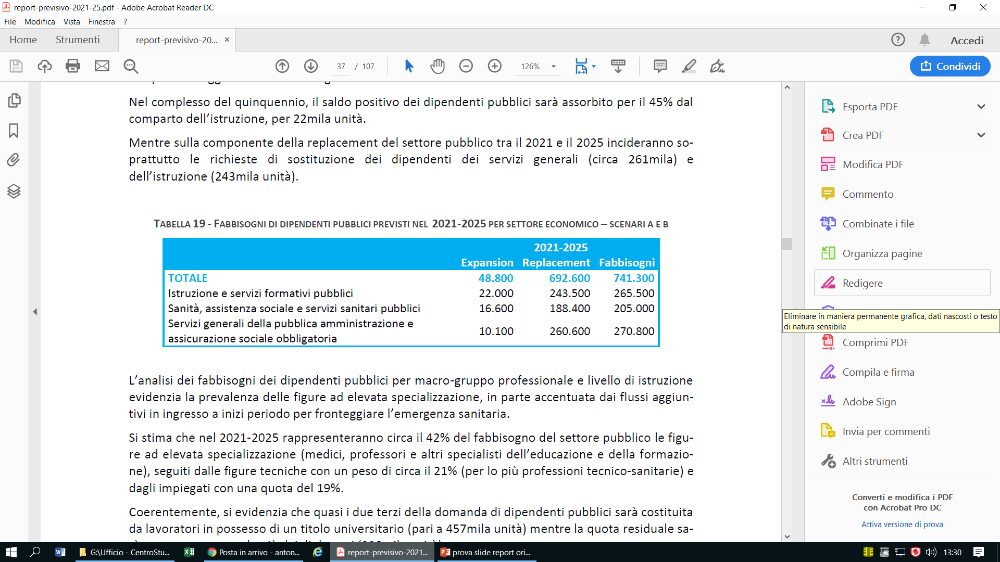 report-previsivo-2021-25.pdf - Adobe Acrobat Reader DC
File Modifica Vista Finestra ?
Home Strumenti report-previsivo-20... × Accedi
37 / 107 126% Condividi
Nel complesso del quinquennio, il saldo positivo dei dipendenti pubblici sarà assorbito per il 45% dal
comparto dell’istruzione, per 22mila unità.
Mentre sulla componente della replacement del settore pubblico tra il 2021 e il 2025 incideranno so-
prattutto le richieste di sostituzione dei dipendenti dei servizi generali (circa 261mila) e
dell’istruzione (243mila unità).
TABELLA 19 - FABBISOGNI DI DIPENDENTI PUBBLICI PREVISTI NEL 2021-2025 PER SETTORE ECONOMICO – SCENARI A E B
2021-2025
Expansion Replacement Fabbisogni
TOTALE 48.800 692.600 741.300
Istruzione e servizi formativi pubblici 22.000 243.500 265.500
Sanità, assistenza sociale e servizi sanitari pubblici 16.600 188.400 205.000
Servizi generali della pubblica amministrazione e
assicurazione sociale obbligatoria 10.100 260.600 270.800
L’analisi dei fabbisogni dei dipendenti pubblici per macro-gruppo professionale e livello di istruzione
evidenzia la prevalenza delle figure ad elevata specializzazione, in parte accentuata dai flussi aggiun-
tivi in ingresso a inizi periodo per fronteggiare l’emergenza sanitaria.
Si stima che nel 2021-2025 rappresenteranno circa il 42% del fabbisogno del settore pubblico le figu-
re ad elevata specializzazione (medici, professori e altri specialisti dell’educazione e della formazio-
ne), seguiti dalle figure tecniche con un peso di circa il 21% (per lo più professioni tecnico-sanitarie) e
dagli impiegati con una quota del 19%.
Coerentemente, si evidenzia che quasi i due terzi della domanda di dipendenti pubblici sarà costituita
da lavoratori in possesso di un titolo universitario (pari a 457mila unità) mentre la quota residuale sa-
Esporta PDF
Crea PDF
Modifica PDF
Commento
Combinate i file
Organizza pagine
Redigere
Eliminare in maniera permanente grafica, dati nascosti o testo
di natura sensibile
Comprimi PDF
Compila e firma
Adobe Sign
Invia per commenti
Altri strumenti
Converti e modifica i PDF
con Acrobat Pro DC
Attiva versione di prova
G:\Ufficio - CentroStu... Posta in arrivo - anton... report-previsivo-2021... prova slide report ori... 13:30